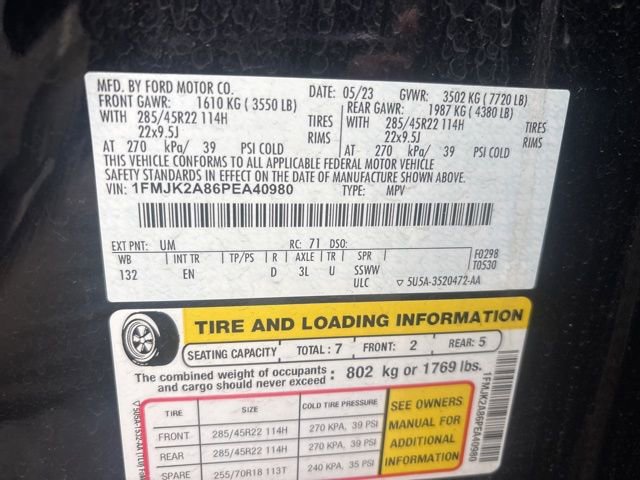 MFD. BY FORD MOTOR CO.
DATE: 05/23 GVWR: 3502 KG ( 7720 LB)
FRONT GAWR: 1610 KG ( 3550 LB) REAR GAWR: 1987 KG ( 4380 LB)
WITH 285/45R22 114H TIRES WITH 285/45R22 114H TIRES
22x9.5J RIMS 22x9.5J RIMS
AT 270 kPa/ 39 PSI COLD AT 270 kPa/ 39 PSI COLD
THIS VEHICLE CONFORMS TO ALL APPLICABLE FEDERAL MOTOR VEHICLE
SAFETY STANDARDS IN EFFECT ON THE DATE OF MANUFACTURE SHOWN ABOVE.
VIN: 1FMJK2A86PEA40980 TYPE: MPV
EXT PNT: UM RC: 71 DSO:
WB INT TR TP/PS R AXLE TR SPR F0298
132 EN D 3L U SSWW T0530
ULC ▽ 5U5A-3520472-AA
TIRE AND LOADING INFORMATION
SEATING CAPACITY TOTAL: 7 FRONT: 2 REAR: 5
The combined weight of occupants
and cargo should never exceed: 802 kg or 1769 lbs.
TIRE SIZE COLD TIRE PRESSURE
FRONT 285/45R22 114H 270 KPA, 39 PSI
REAR 285/45R22 114H 270 KPA, 39 PSI
SPARE 255/70R18 113T 240 KPA, 35 PSI
SEE OWNERS
MANUAL FOR
ADDITIONAL
INFORMATION
1FMJK2A86PEA40980